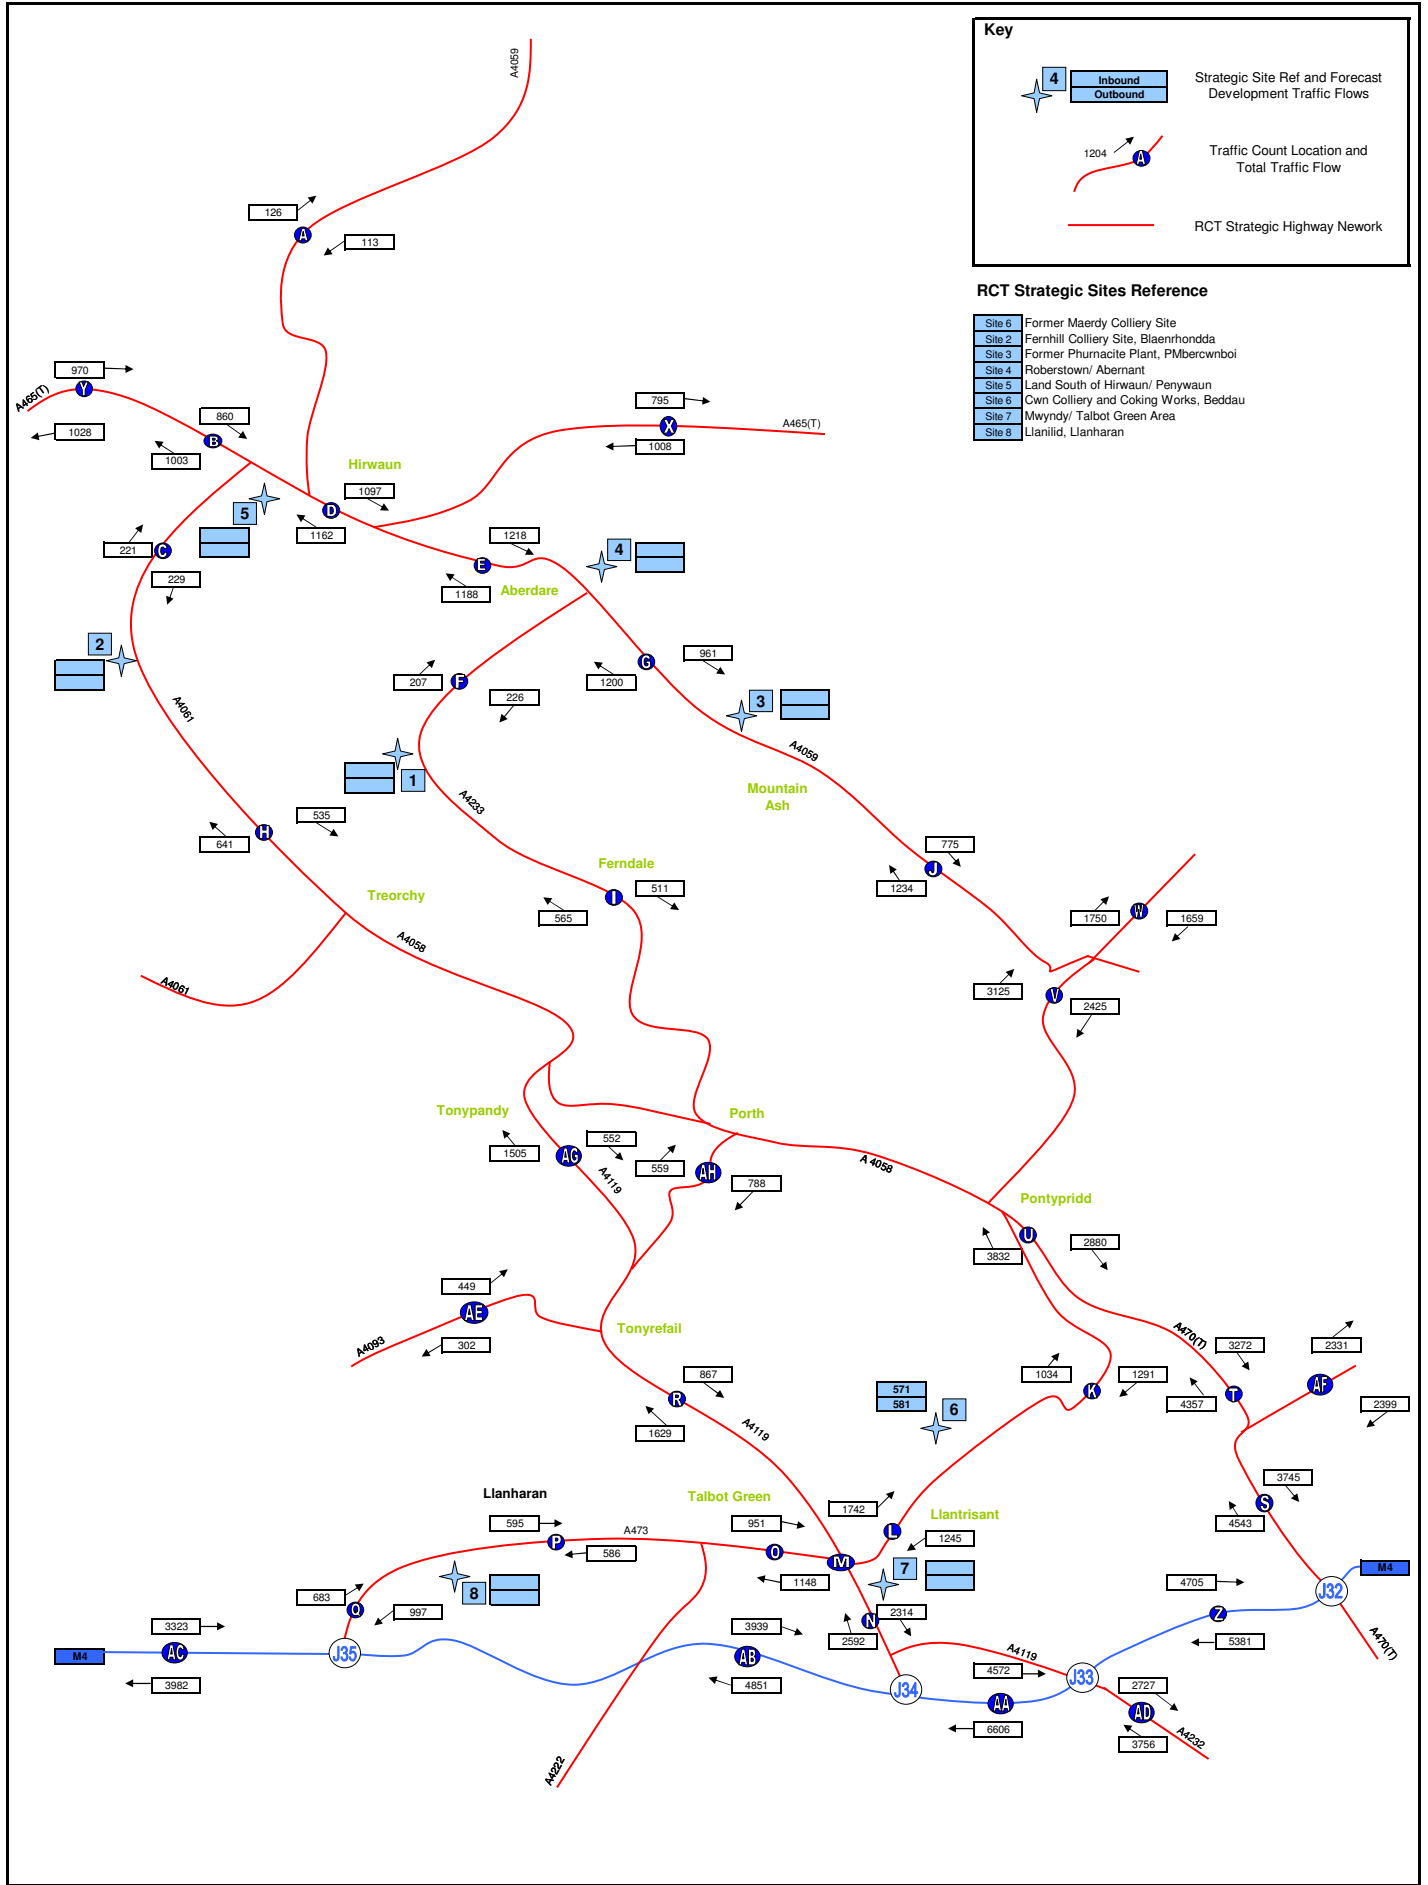 Key
4
Inbound
Outbound
Strategic Site Ref and Forecast
Development Traffic Flows
1204
A
Traffic Count Location and
Total Traffic Flow
RCT Strategic Highway Nework
RCT Strategic Sites Reference
Site 6 Former Maerdy Colliery Site
Site 2 Fernhill Colliery Site, Blaenrhondda
Site 3 Former Phurnacite Plant, PMbercwnboi
Site 4 Roberstown/ Abernant
Site 5 Land South of Hirwaun/ Penywaun
Site 6 Cwn Colliery and Coking Works, Beddau
Site 7 Mwyndy/ Talbot Green Area
Site 8 Llanilid, Llanharan
A4059
126
A
113
970
Y
A465(T)
1028
860
B
1003
795
X
A465(T)
1008
Hirwaun
1097
D
1162
5
221
C
229
1218
E
1188
4
Aberdare
2
207
F
226
961
G
1200
3
A4061
A4059
1
A4233
Mountain
Ash
535
H
641
Ferndale
511
I
565
775
J
1234
Treorchy
A4058
A4061
1750
W
1659
3125
V
2425
Tonypandy
Porth
1505
552
AG
A4119
559
AH
788
A 4058
Pontypridd
U
3832
2880
449
AE
302
A4093
Tonyrefail
A470(T)
3272
2331
867
R
1629
A4119
571
581
6
1034
K
1291
4357
T
AF
2399
Llanharan
Talbot Green
1742
L
Llantrisant
1245
3745
S
4543
595
P
586
A473
951
O
1148
M
7
8
683
Q
997
N
2314
2592
4705
Z
5381
J32
M4
A470(T)
3323
AC
M4
3982
J35
3939
AB
4851
J34
4572
A4119
J33
AA
6606
2727
AD
3756
A4232
A4222